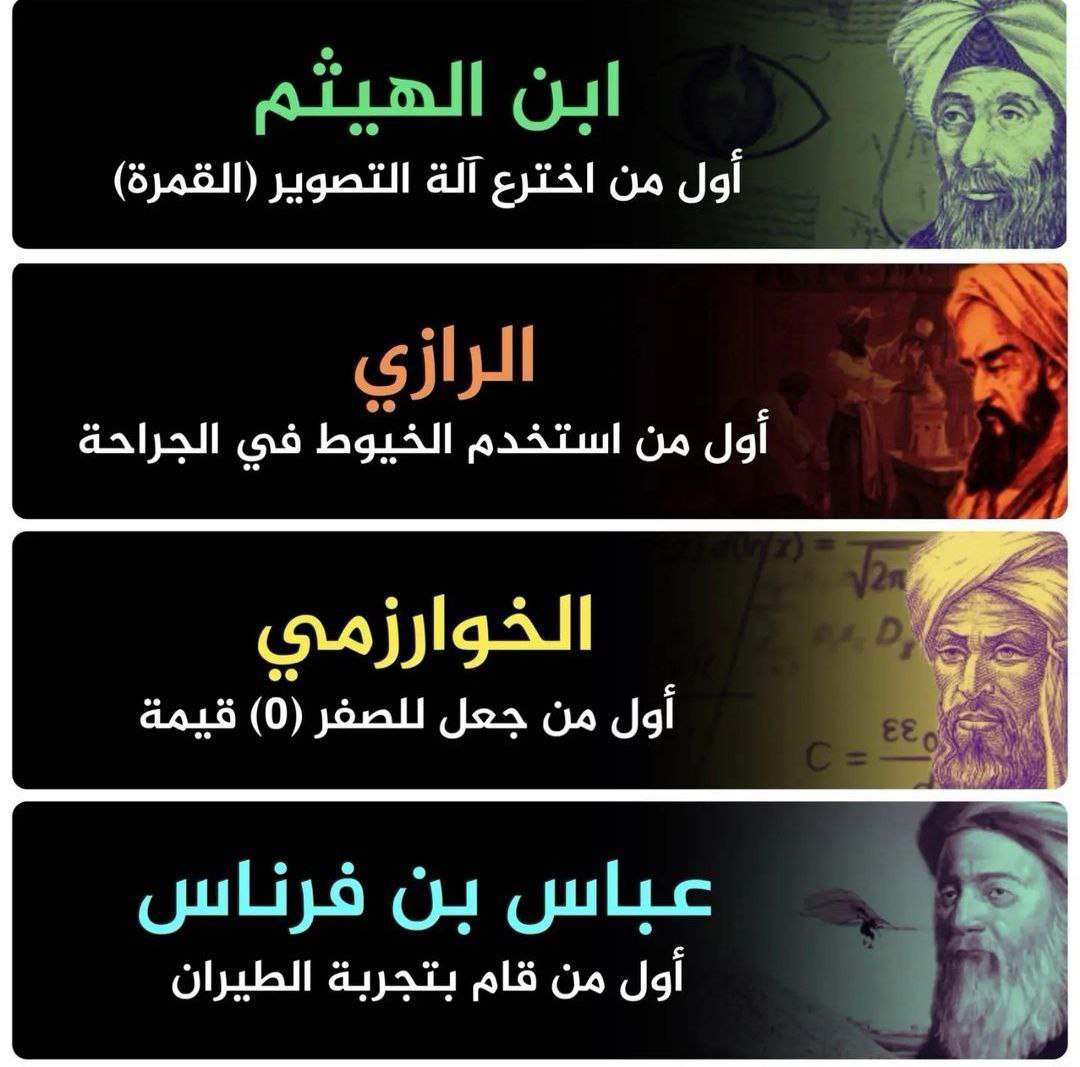 ابن الهيثم
أول من اخترع آلة التصوير (القمرة)
الرازي
أول من استخدم الخيوط في الجراحة
الخوارزمي
أول من جعل للصفر (0) قيمة
C = εε0
عباس بن فرناس
أول من قام بتجربة الطيران